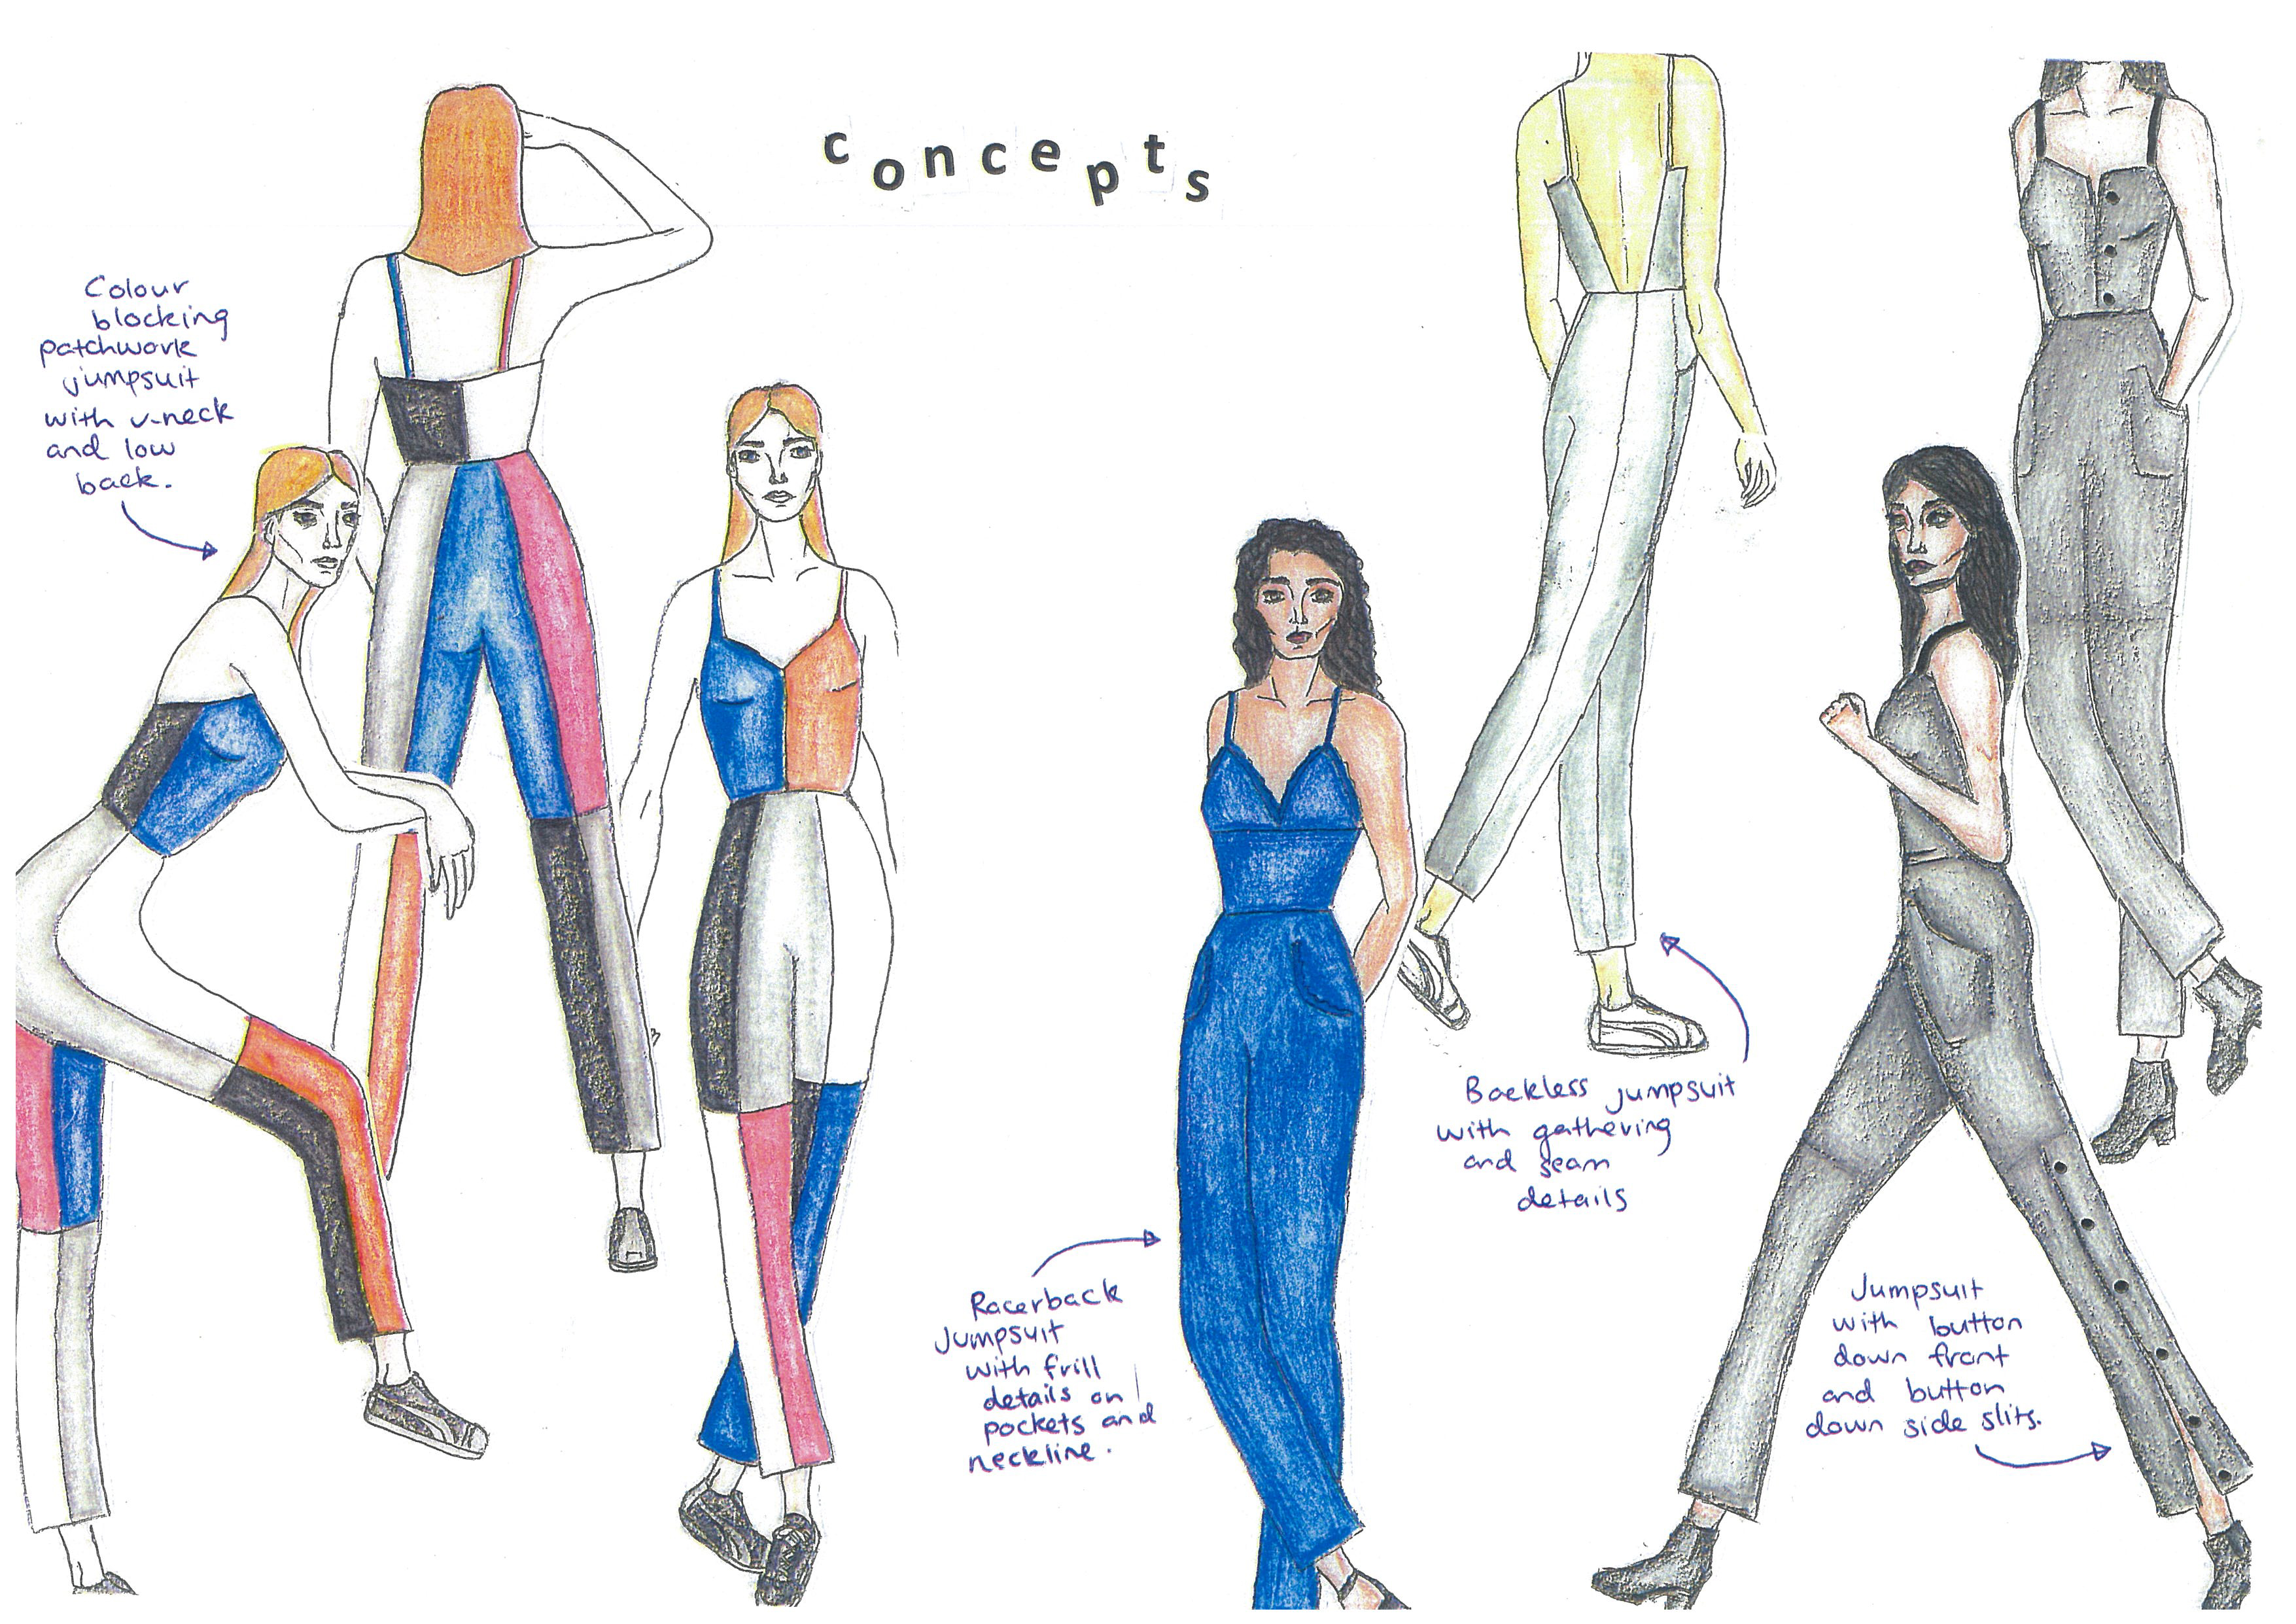 concepts
Colour
blocking
patchwork
jumpsuit
with v-neck
and low
back.
Racerback
Jumpsuit
with frill
details on
pockets and
neckline.
Backless jumpsuit
with gathering
and seam
details
Jumpsuit
with button
down front
and button
down side slits.